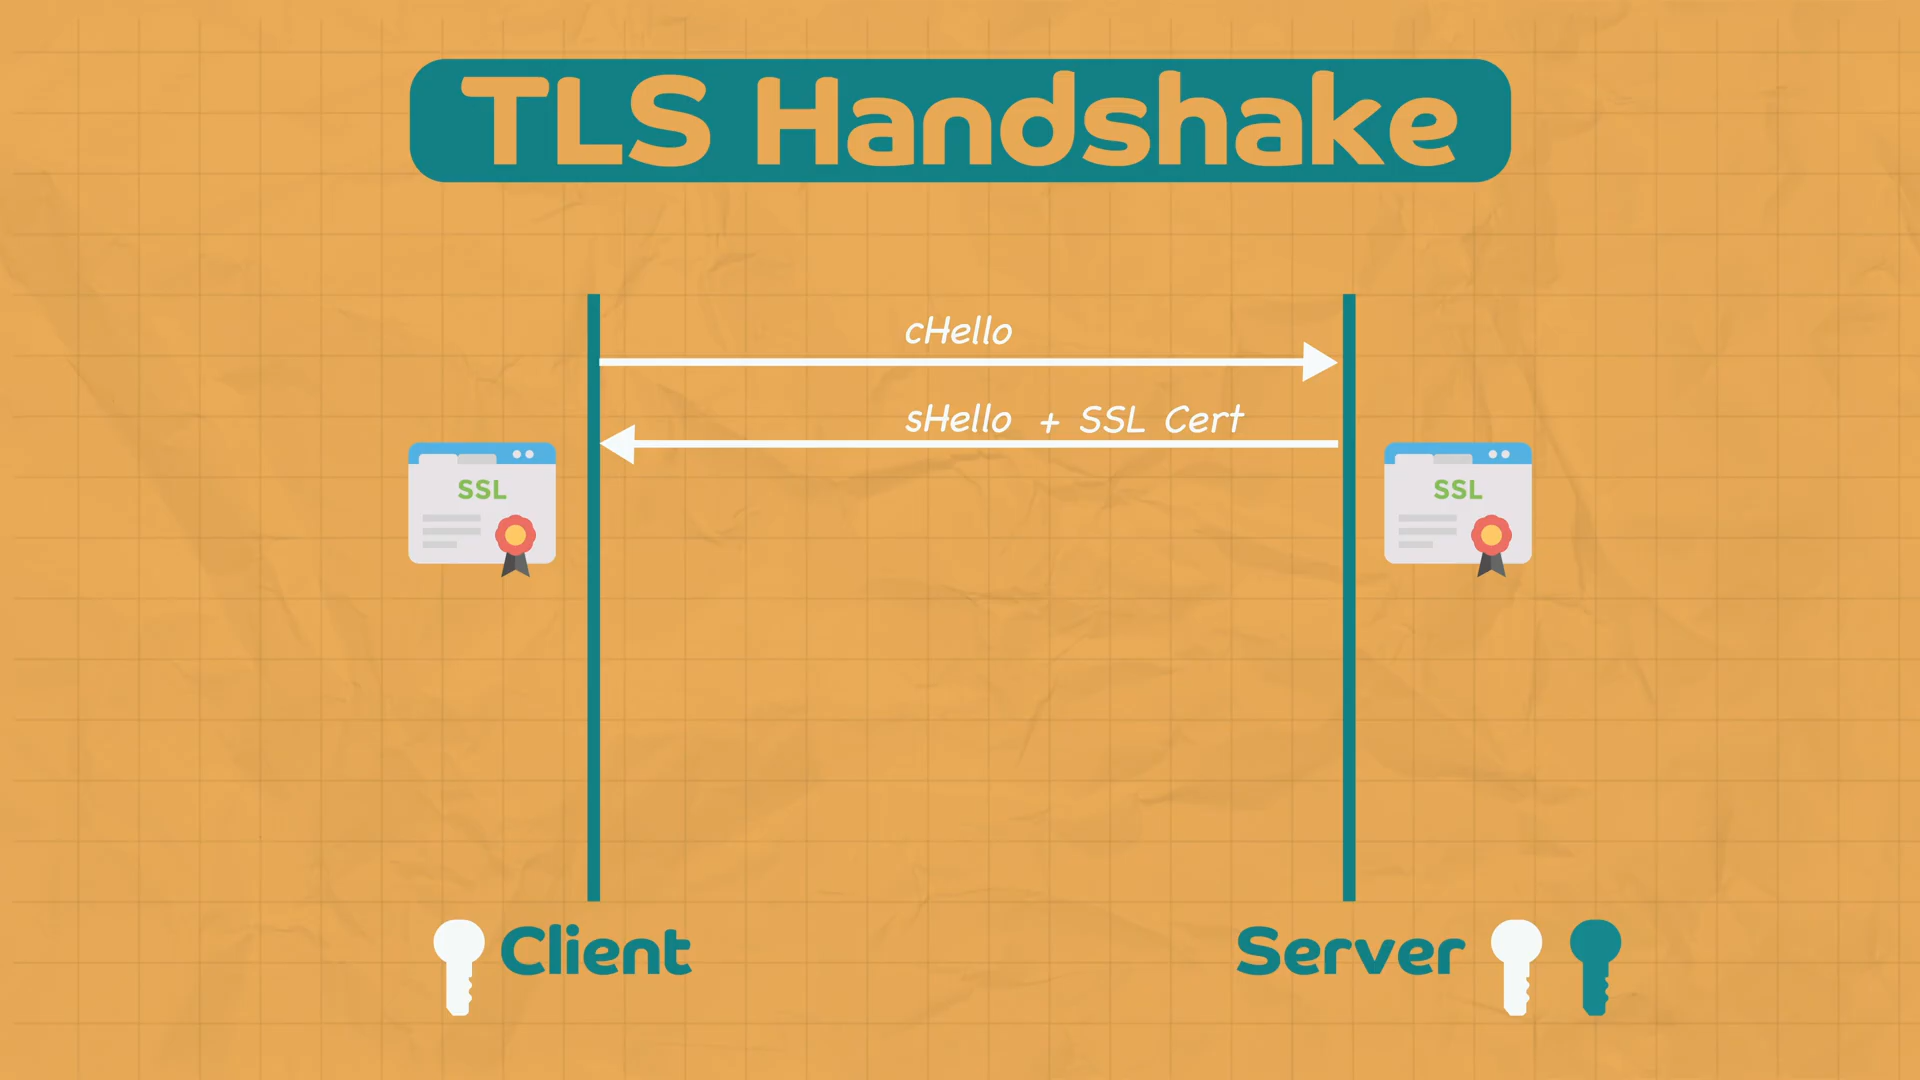 TLS Handshake
cHello
sHello + SSL Cert
SSL
SSL
Client
Server